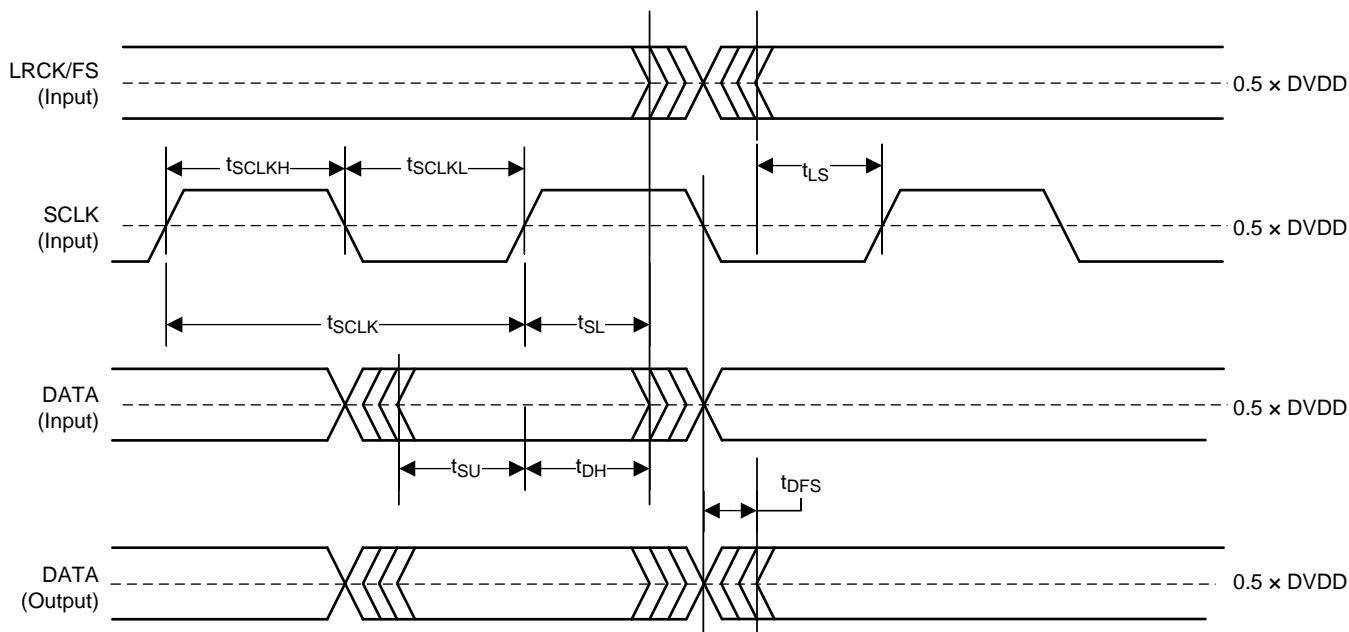 LRCK/FS
(Input)
0.5 × DVDD
tSCLKH
tSCLKL
tLS
SCLK
(Input)
0.5 × DVDD
tSCLK
tSL
DATA
(Input)
0.5 × DVDD
tSU
tDH
tDFS
DATA
(Output)
0.5 × DVDD